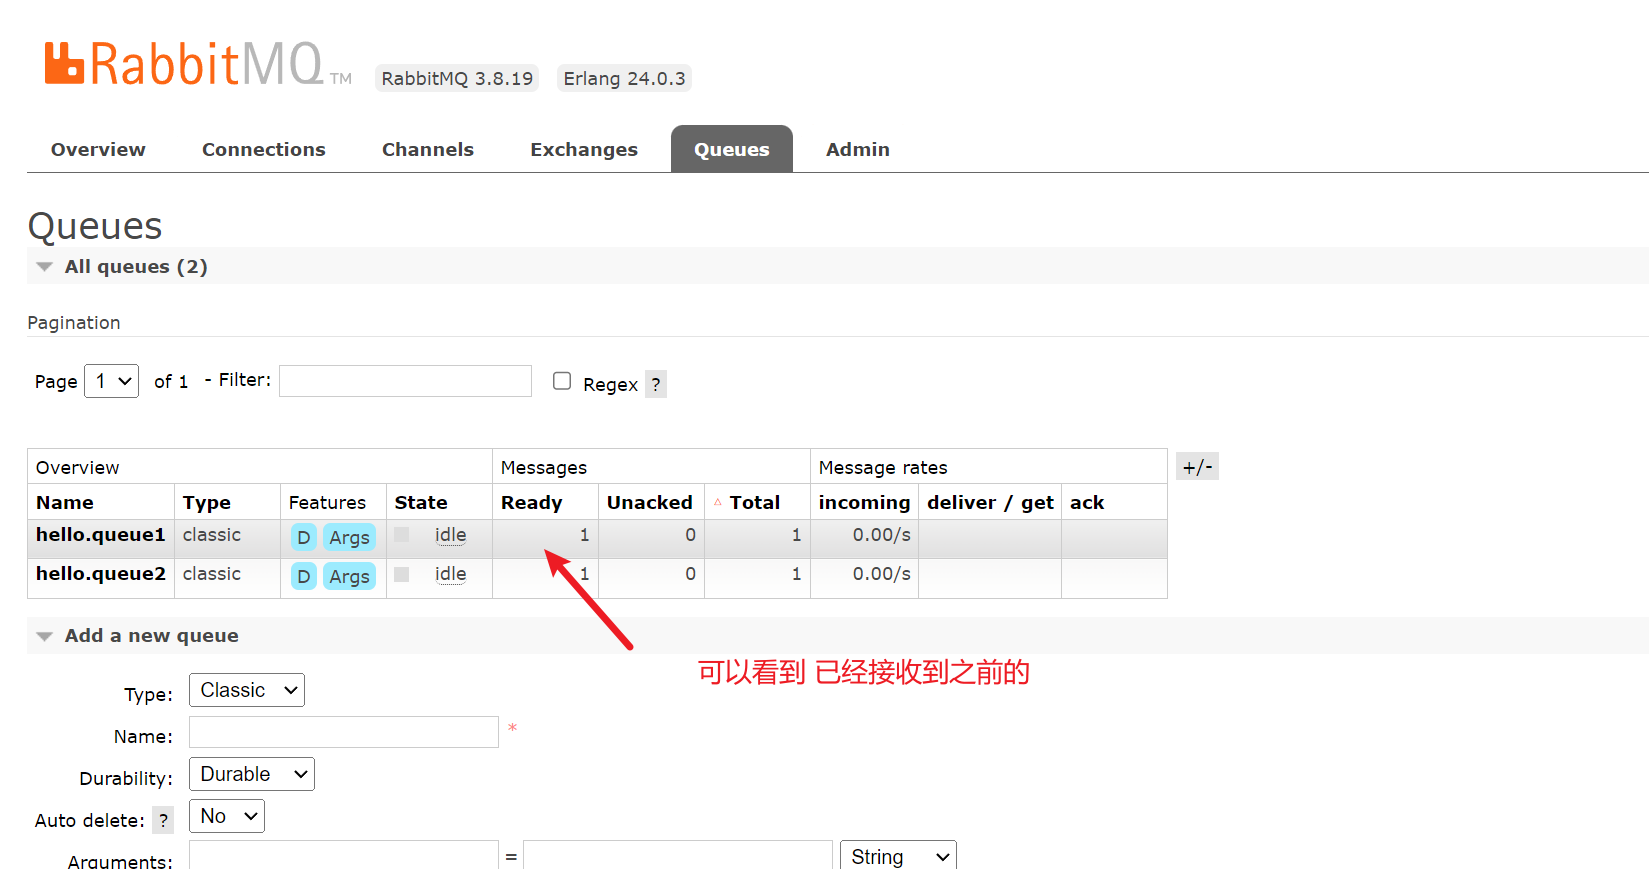 RabbitMQ TM RabbitMQ 3.8.19 Erlang 24.0.3
Overview Connections Channels Exchanges Queues Admin
Queues
All queues (2)
Pagination
Page 1 of 1 - Filter: Regex ?
Overview Messages Message rates +/-
Name Type Features State Ready Unacked Total incoming deliver / get ack
hello.queue1 classic D Args idle 1 0 1 0.00/s
hello.queue2 classic D Args idle 1 0 1 0.00/s
Add a new queue
可以看到 已经接收到之前的
Type: Classic
Name: *
Durability: Durable
Auto delete: ? No
Arguments: = String